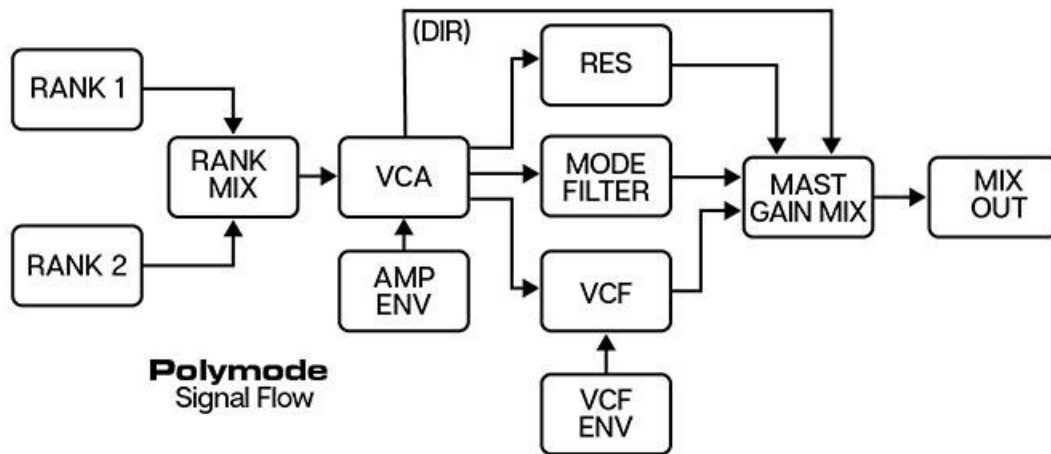 (DIR)
RANK 1
RES
RANK
MIX
VCA
MODE
FILTER
MAST
GAIN MIX
MIX
OUT
RANK 2
AMP
ENV
VCF
Polymode
Signal Flow
VCF
ENV